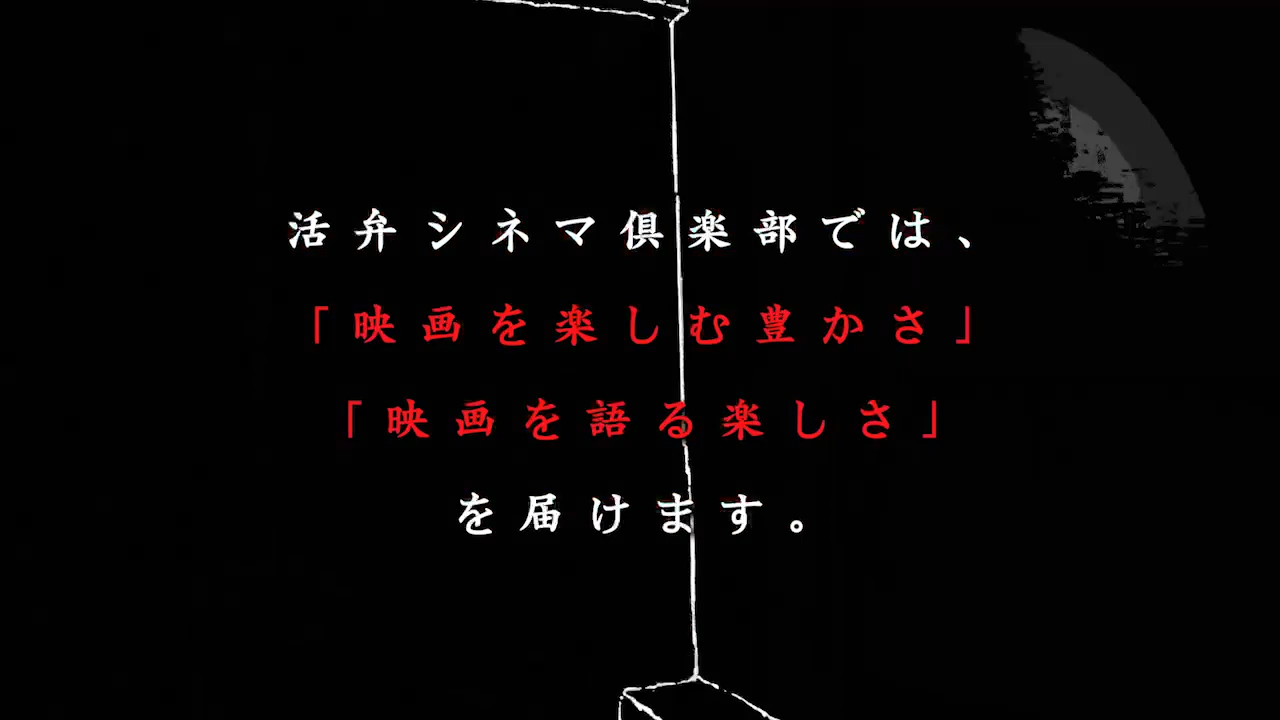 活弁シネマ倶楽部では、
「映画を楽しむ豊かさ」
「映画を語る楽しさ」
を届けます。